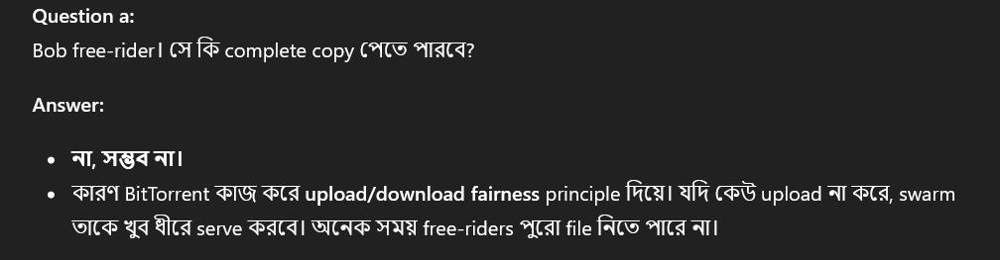 Question a:
Bob free-rider। সে কি complete copy পেতে পারবে?
Answer:
• না, সম্ভব না।
• কারণ BitTorrent কাজ করে upload/download fairness principle দিয়ে। যদি কেউ upload না করে, swarm
তাকে খুব ধীরে serve করবে। অনেক সময় free-riders পুরো file নিতে পারে না।